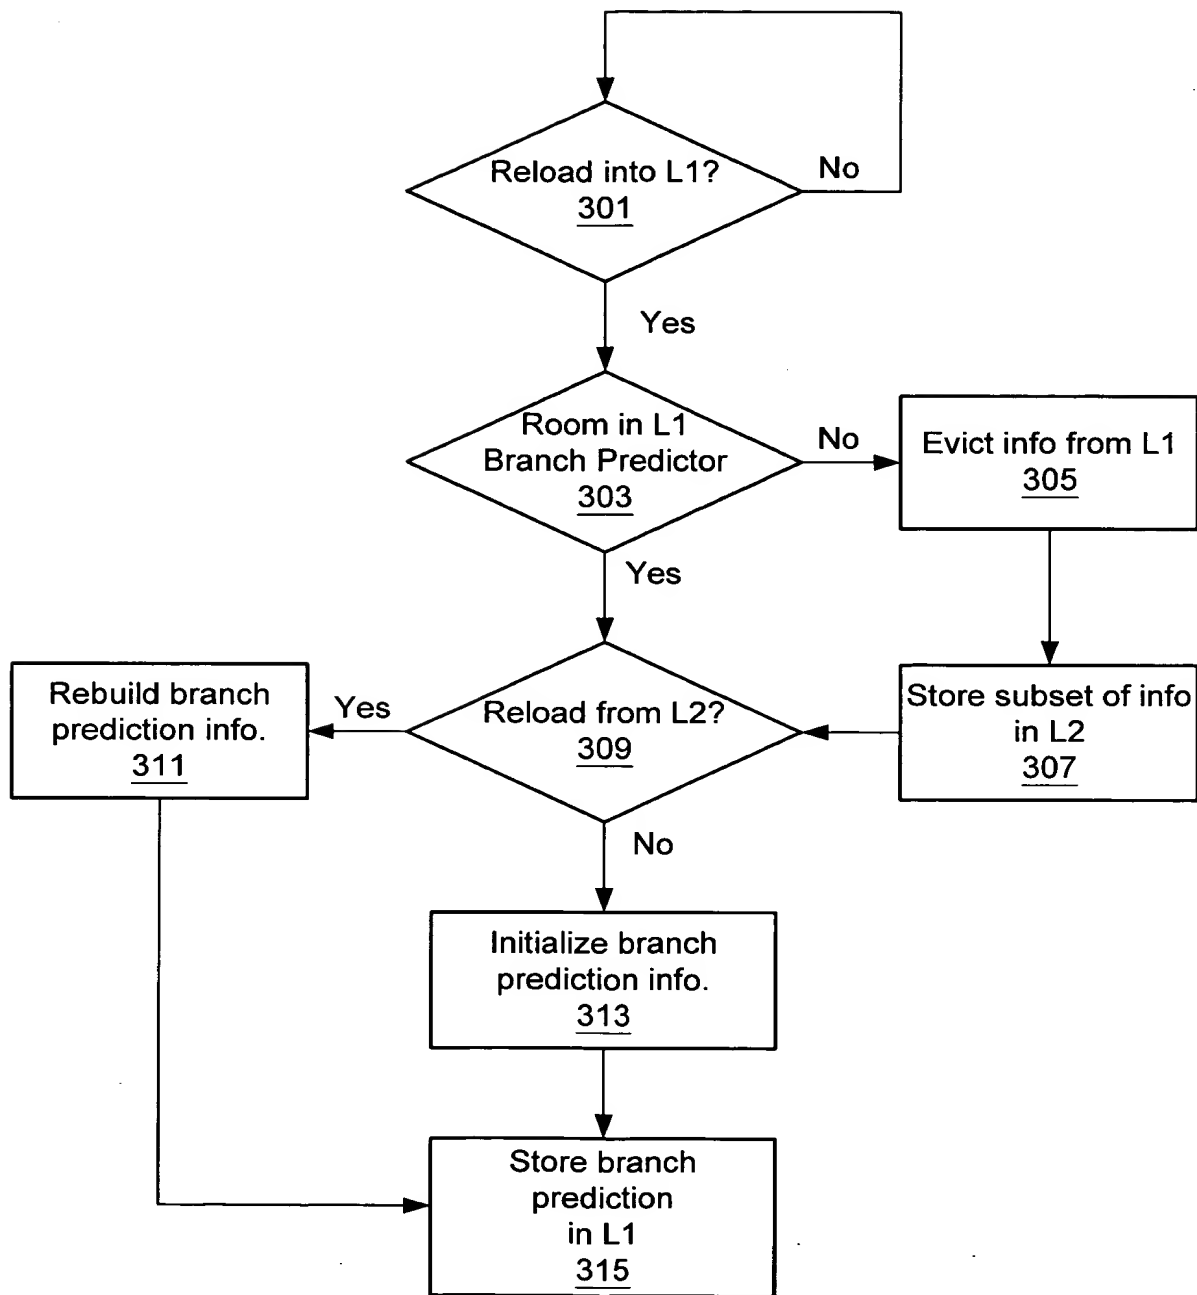 Reload into L1?
301
No
Yes
Room in L1
Branch Predictor
303
No
Evict info from L1
305
Yes
Rebuild branch
prediction info.
311
Yes
Reload from L2?
309
Store subset of info
in L2
307
No
Initialize branch
prediction info.
313
Store branch
prediction
in L1
315